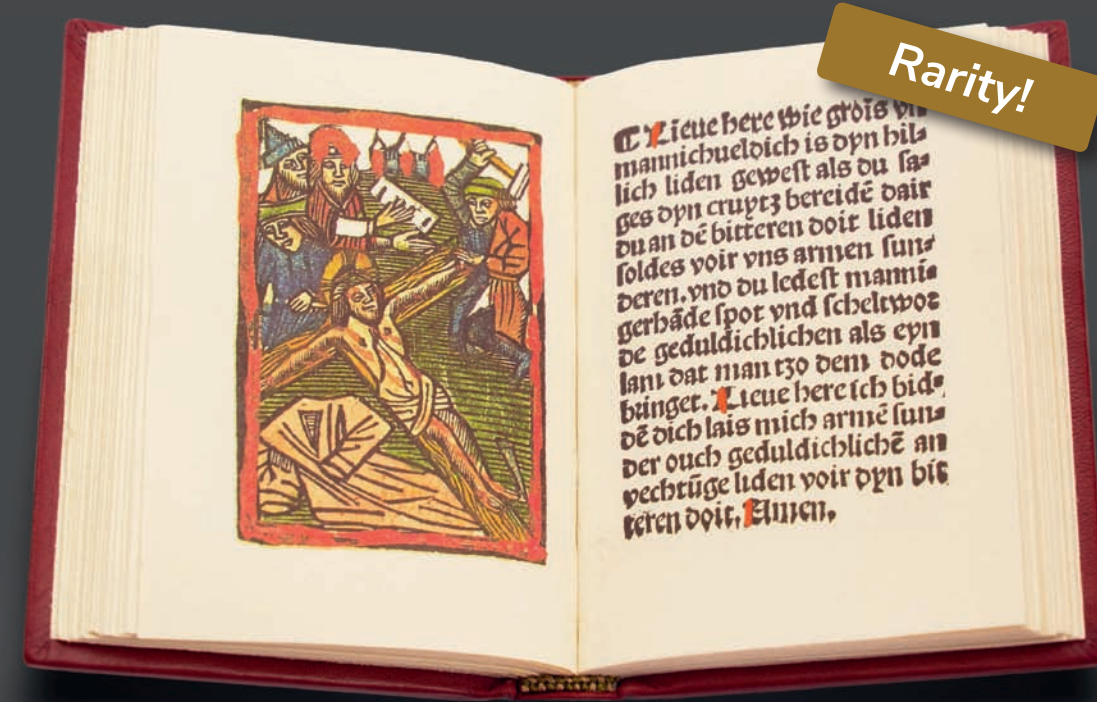 Rarity!
⸿ Lieue here wie grois vn
mannichueldich is dyn hil⸗
lich liden geweſt als du ſa⸗
ges dyn cruytz bereidē dair
du an dē bitteren doit liden
ſoldes voir vns armen ſun⸗
deren. vnd du ledeſt manni⸗
gerhāde ſpot vnd ſcheltwoꝛ
de geduldichlichen als eyn
lam dat man tzo dem dode
bꝛinget. Lieue here ich bid⸗
dē dich lais mich armē ſun⸗
der ouch geduldichlichē an
vechtūge liden voir dyn bit
teren doit. Amen.